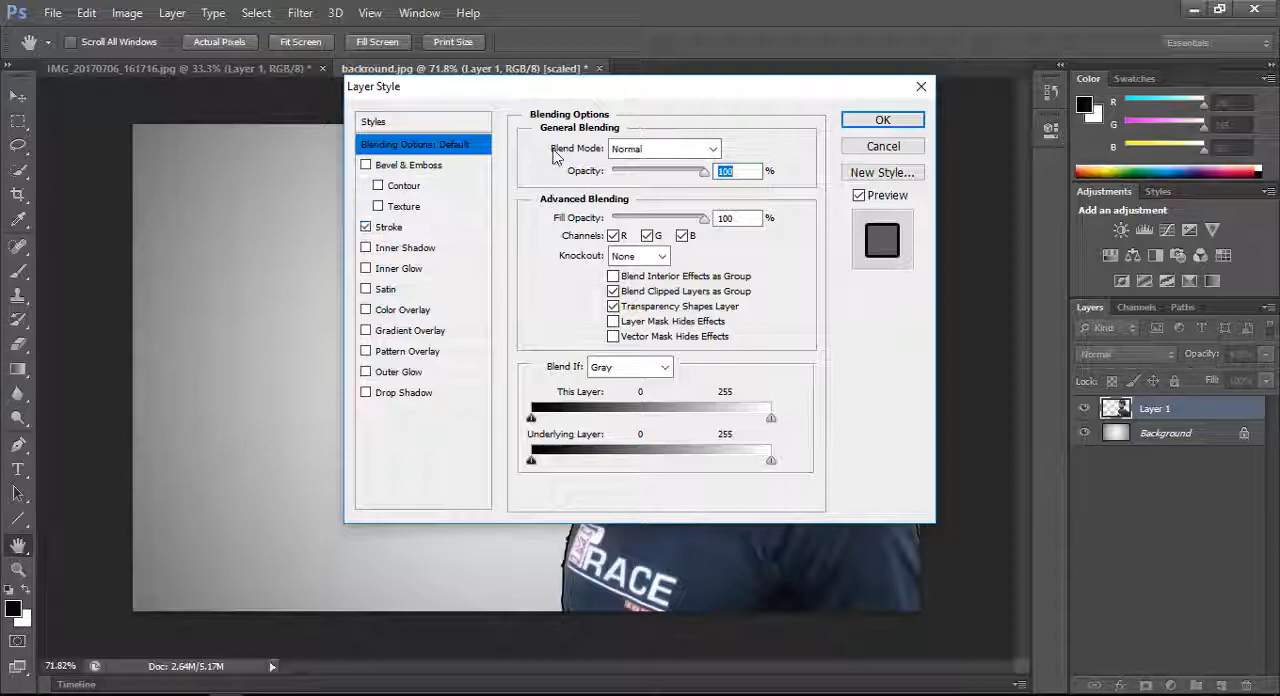 Ps File Edit Image Layer Type Select Filter 3D View Window Help
Scroll All Windows Actual Pixels Fit Screen Fill Screen Print Size Essentials
IMG_20170706_161716.jpg @ 33.3% (Layer 1, RGB/8) * × backround.jpg @ 71.8% (Layer 1, RGB/8) [scaled] * ×
Layer Style
Styles
Blending Options: Default
Bevel & Emboss
Contour
Texture
Stroke
Inner Shadow
Inner Glow
Satin
Color Overlay
Gradient Overlay
Pattern Overlay
Outer Glow
Drop Shadow
Blending Options
General Blending
Blend Mode: Normal
Opacity: 100 %
Advanced Blending
Fill Opacity: 100 %
Channels: R G B
Knockout: None
Blend Interior Effects as Group
Blend Clipped Layers as Group
Transparency Shapes Layer
Layer Mask Hides Effects
Vector Mask Hides Effects
Blend If: Gray
This Layer: 0 255
Underlying Layer: 0 255
OK
Cancel
New Style...
Preview
Color Swatches
R
G
B
Adjustments Styles
Add an adjustment
Layers Channels Paths
Kind
Normal Opacity: 100%
Lock: Fill: 100%
Layer 1
Background
RACE
71.82% Doc: 2.64M/5.17M
Timeline